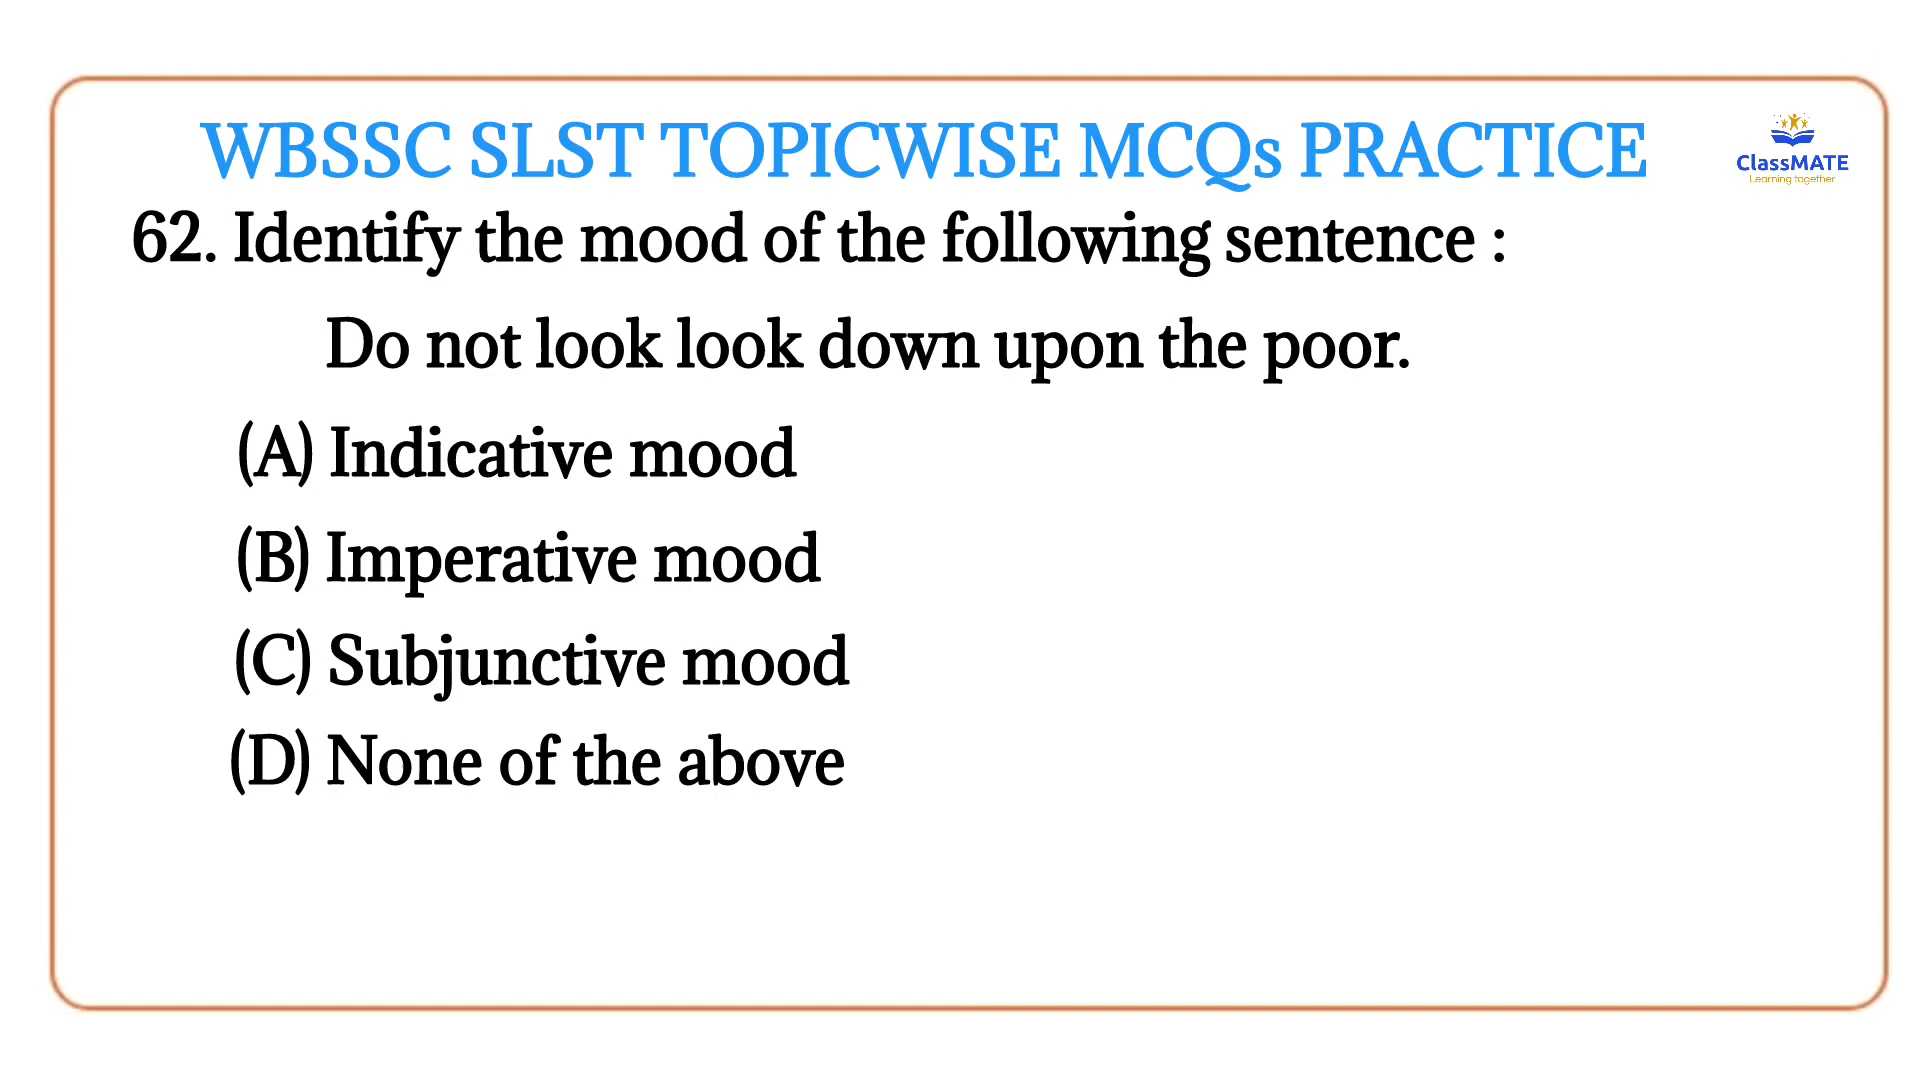 WBSSC SLST TOPICWISE MCQs PRACTICE
ClassMATE
Learning together
62. Identify the mood of the following sentence :
Do not look look down upon the poor.
(A) Indicative mood
(B) Imperative mood
(C) Subjunctive mood
(D) None of the above